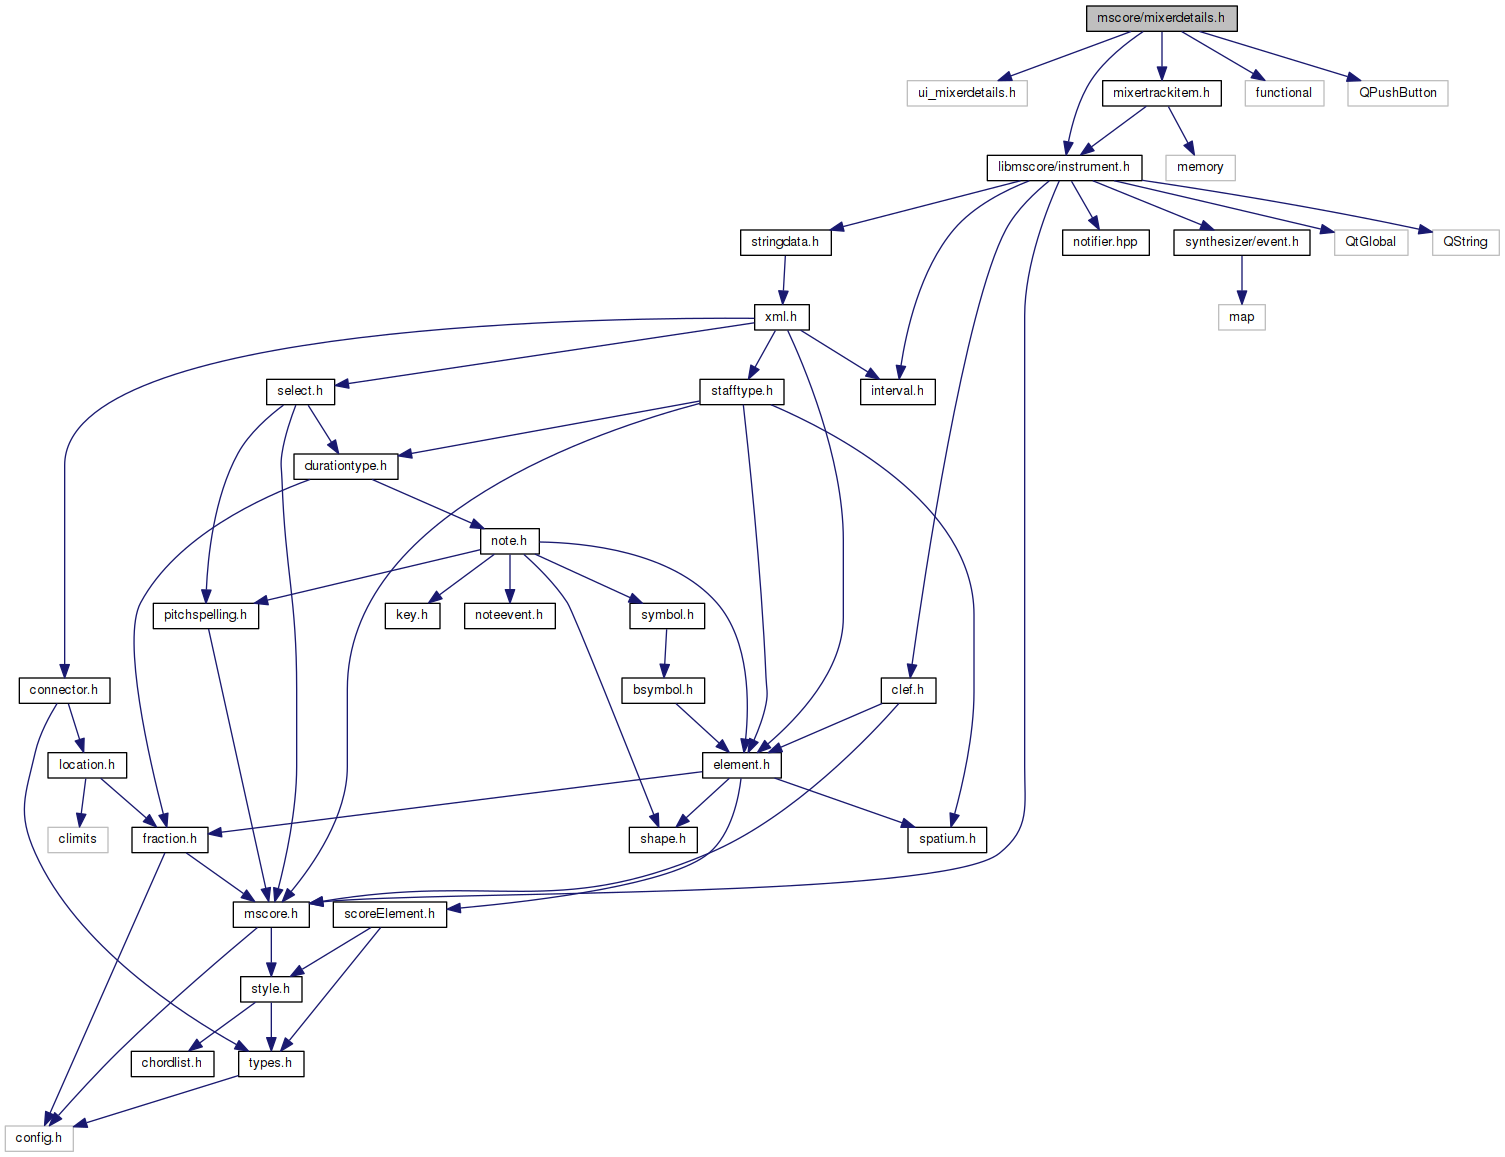 mscore/mixerdetails.h
ui_mixerdetails.h
mixertrackitem.h
functional
QPushButton
libmscore/instrument.h
memory
stringdata.h
notifier.hpp
synthesizer/event.h
QtGlobal
QString
xml.h
map
select.h
stafftype.h
interval.h
durationtype.h
note.h
pitchspelling.h
key.h
noteevent.h
symbol.h
connector.h
bsymbol.h
clef.h
location.h
element.h
climits
fraction.h
shape.h
spatium.h
mscore.h
scoreElement.h
style.h
chordlist.h
types.h
config.h